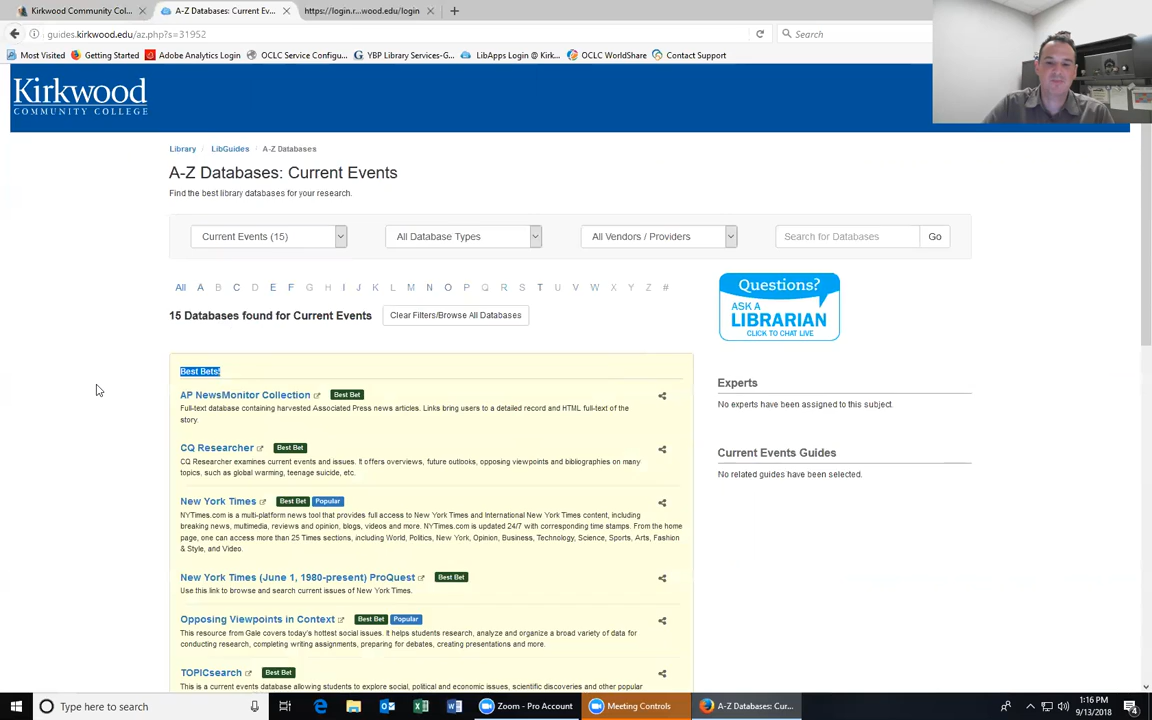 Kirkwood Community Col...
A-Z Databases: Current Ev...
https://login.r...wood.edu/login
guides.kirkwood.edu/az.php?s=31952
Search
Most Visited
Getting Started
Adobe Analytics Login
OCLC Service Configu...
YBP Library Services-G...
LibApps Login @ Kirk...
OCLC WorldShare
Contact Support
Kirkwood
COMMUNITY COLLEGE
Library / LibGuides / A-Z Databases
A-Z Databases: Current Events
Find the best library databases for your research.
Current Events (15)
All Database Types
All Vendors / Providers
Search for Databases
Go
All A B C D E F G H I J K L M N O P Q R S T U V W X Y Z #
15 Databases found for Current Events
Clear Filters/Browse All Databases
Questions?
ASK A
LIBRARIAN
CLICK TO CHAT LIVE
Best Bets!
AP NewsMonitor Collection
Best Bet
Full-text database containing harvested Associated Press news articles. Links bring users to a detailed record and HTML full-text of the
story.
CQ Researcher
Best Bet
CQ Researcher examines current events and issues. It offers overviews, future outlooks, opposing viewpoints and bibliographies on many
topics, such as global warming, teenage suicide, etc.
New York Times
Best Bet
Popular
NYTimes.com is a multi-platform news tool that provides full access to New York Times and International New York Times content, including
breaking news, multimedia, reviews and opinion, blogs, videos and more. NYTimes.com is updated 24/7 with corresponding time stamps. From the home
page, one can access more than 25 Times sections, including World, Politics, New York, Opinion, Business, Technology, Science, Sports, Arts, Fashion
& Style, and Video.
New York Times (June 1, 1980-present) ProQuest
Best Bet
Use this link to browse and search current issues of New York Times.
Opposing Viewpoints in Context
Best Bet
Popular
This resource from Gale covers today's hottest social issues. It helps students research, analyze and organize a broad variety of data for
conducting research, completing writing assignments, preparing for debates, creating presentations and more.
TOPICsearch
Best Bet
This is a current events database allowing students to explore social, political and economic issues, scientific discoveries and other popular
Experts
No experts have been assigned to this subject.
Current Events Guides
No related guides have been selected.
Type here to search
Zoom - Pro Account
Meeting Controls
A-Z Databases: Cur...
1:16 PM
9/13/2018
4